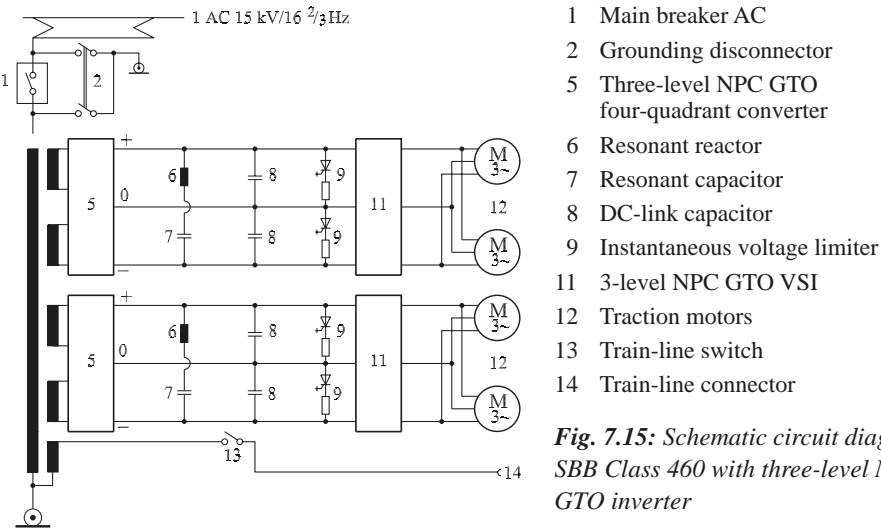 1 AC 15 kV/16 2/3Hz
1
2
+
0
−
5
6
7
8
8
9
9
11
M
3~
12
M
3~
+
0
−
5
6
7
8
8
9
9
11
M
3~
12
M
3~
13
14
1 Main breaker AC
2 Grounding disconnector
5 Three-level NPC GTO
four-quadrant converter
6 Resonant reactor
7 Resonant capacitor
8 DC-link capacitor
9 Instantaneous voltage limiter
11 3-level NPC GTO VSI
12 Traction motors
13 Train-line switch
14 Train-line connector
Fig. 7.15: Schematic circuit
SBB Class 460 with three-level
GTO inverter